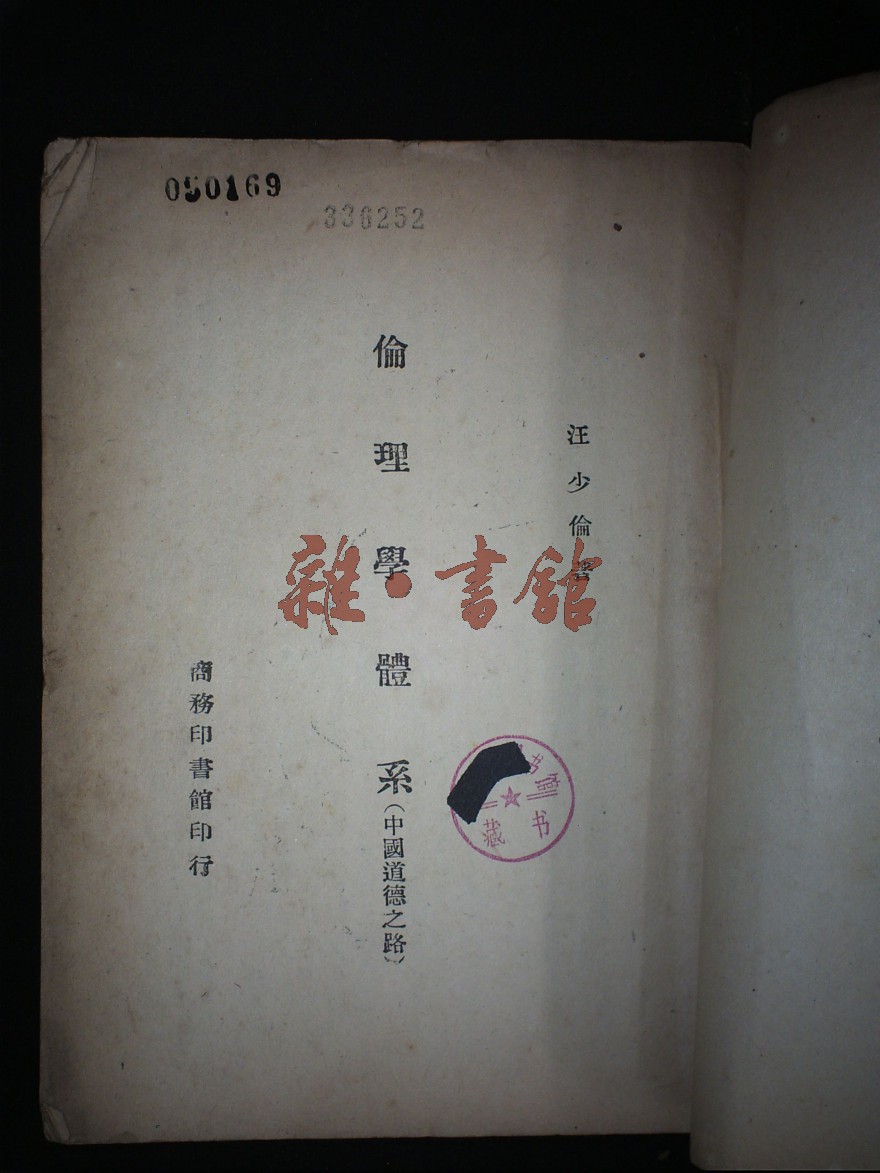 050169
336252
汪少倫著
倫理學體系(中國道德之路)
商務印書館印行
雜·書館
书
藏书